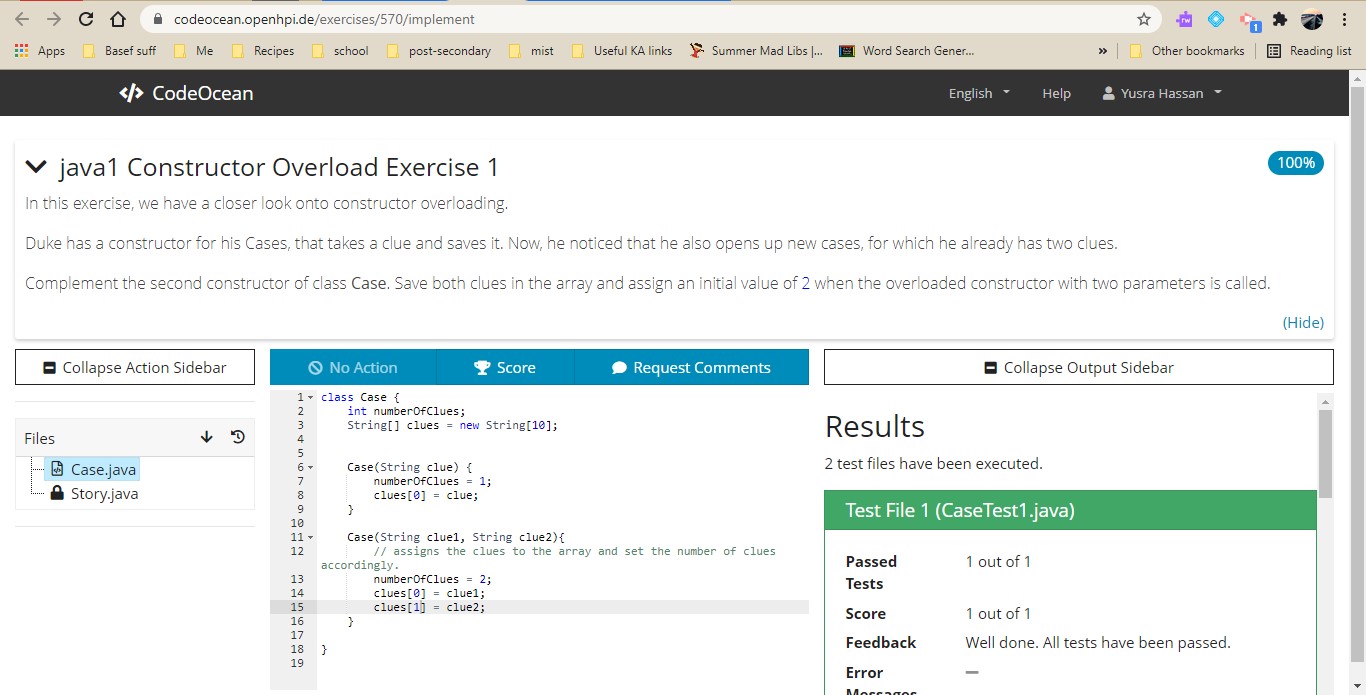 codeocean.openhpi.de/exercises/570/implement
1
Apps Basef suff Me Recipes school post-secondary mist Useful KA links Summer Mad Libs |... Word Search Gener... » Other bookmarks Reading list
CodeOcean English Help Yusra Hassan
java1 Constructor Overload Exercise 1 100%
In this exercise, we have a closer look onto constructor overloading.
Duke has a constructor for his Cases, that takes a clue and saves it. Now, he noticed that he also opens up new cases, for which he already has two clues.
Complement the second constructor of class Case. Save both clues in the array and assign an initial value of 2 when the overloaded constructor with two parameters is called.
(Hide)
Collapse Action Sidebar
Files
Case.java
Story.java
No Action Score Request Comments
1 class Case {
2 int numberOfClues;
3 String[] clues = new String[10];
4
5
6 Case(String clue) {
7 numberOfClues = 1;
8 clues[0] = clue;
9 }
10
11 Case(String clue1, String clue2){
12 // assigns the clues to the array and set the number of clues
accordingly.
13 numberOfClues = 2;
14 clues[0] = clue1;
15 clues[1] = clue2;
16 }
17
18 }
19
Collapse Output Sidebar
Results
2 test files have been executed.
Test File 1 (CaseTest1.java)
Passed Tests 1 out of 1
Score 1 out of 1
Feedback Well done. All tests have been passed.
Error Messages —